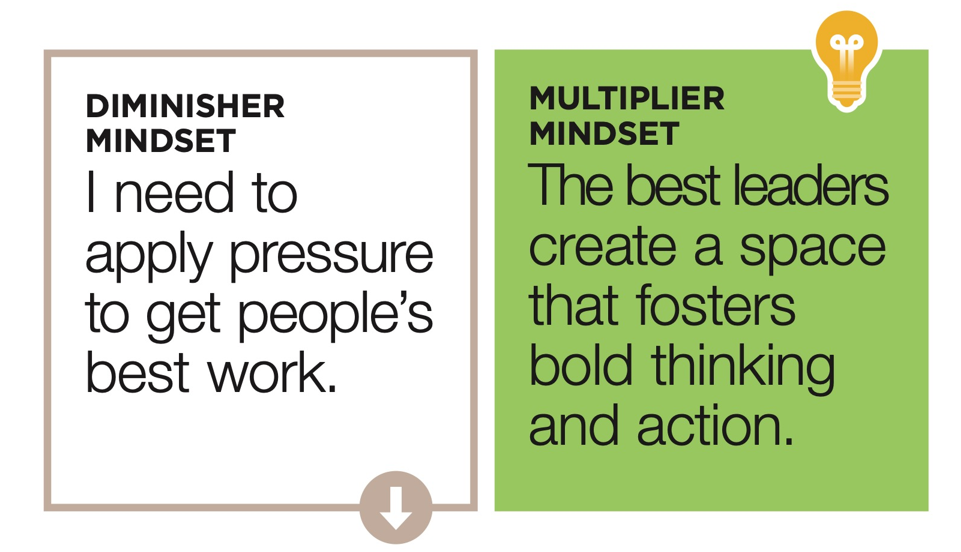 DIMINISHER
MINDSET
I need to
apply pressure
to get people’s
best work.
MULTIPLIER
MINDSET
The best leaders
create a space
that fosters
bold thinking
and action.